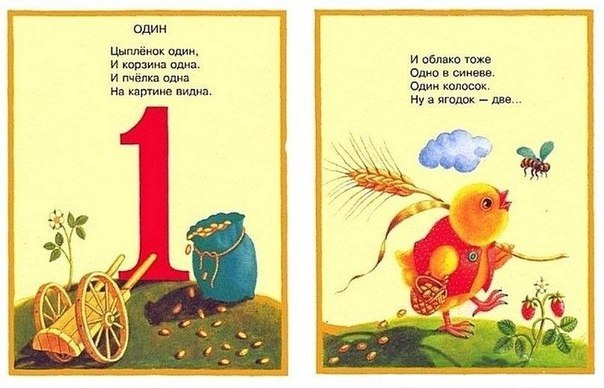 ОДИН
Цыплёнок один,
И корзина одна.
И пчёлка одна
На картине видна.
1
И облако тоже
Одно в синеве.
Один колосок.
Ну а ягодок — две...